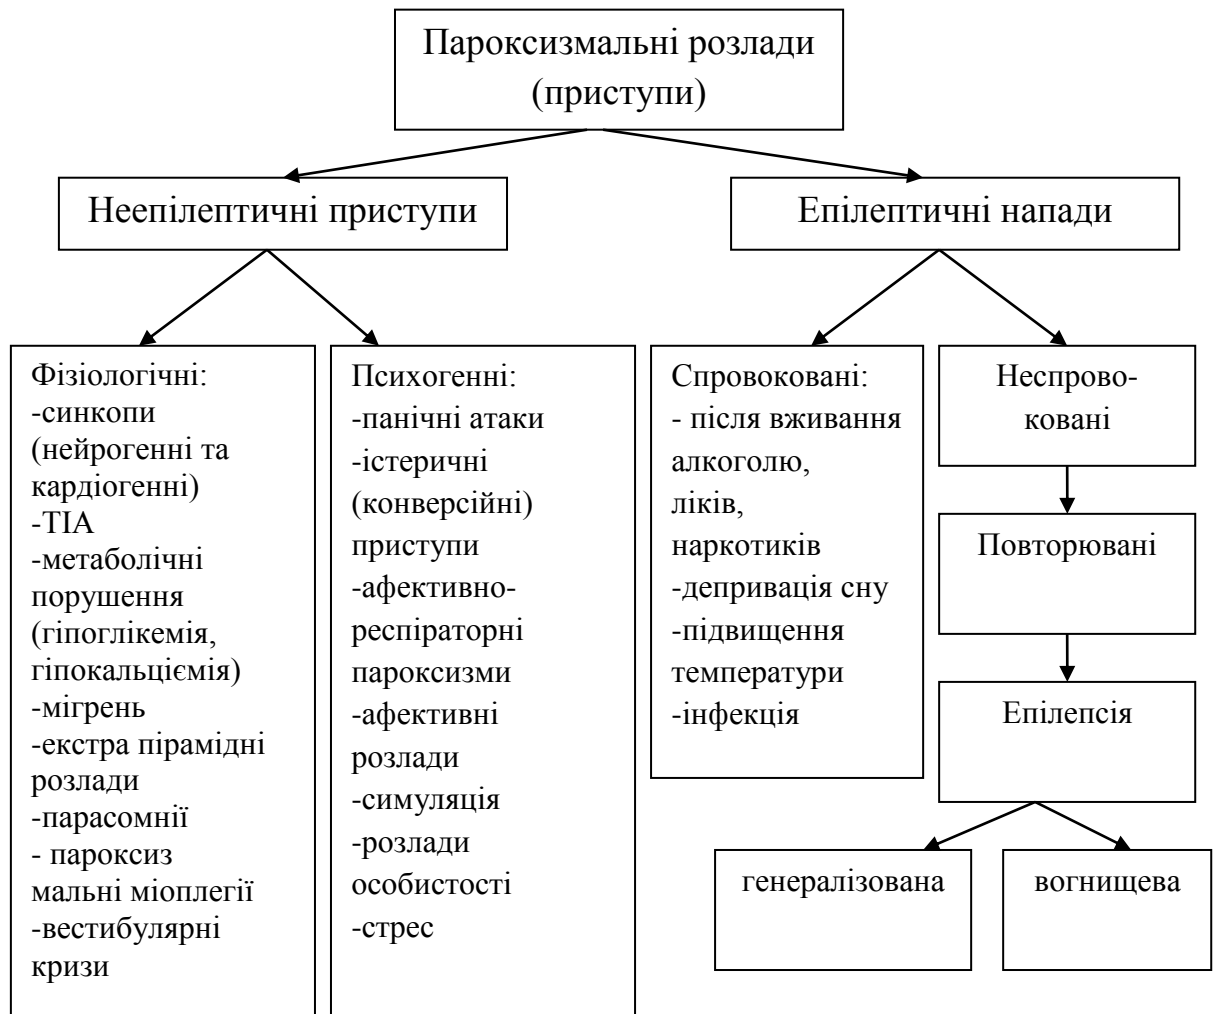 Пароксизмальні розлади
(приступи)
Неепілептичні приступи
Епілептичні напади
Фізіологічні:
-синкопи
(нейрогенні та
кардіогенні)
-ТІА
-метаболічні
порушення
(гіпоглікемія,
гіпокальціємія)
-мігрень
-екстра пірамідні
розлади
-парасомнії
- пароксиз
мальні міоплегії
-вестибулярні
кризи
Психогенні:
-панічні атаки
-істеричні
(конверсійні)
приступи
-афективно-
респіраторні
пароксизми
-афективні
розлади
-симуляція
-розлади
особистості
-стрес
Спровоковані:
- після вживання
алкоголю,
ліків,
наркотиків
-депривація сну
-підвищення
температури
-інфекція
Неспрово-
ковані
Повторювані
Епілепсія
генералізована
вогнищева